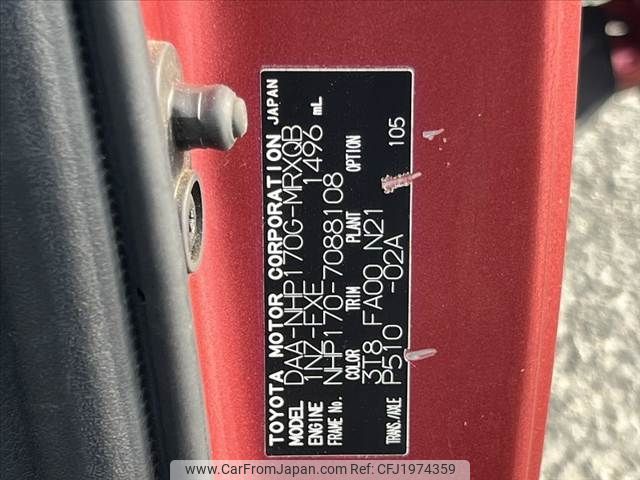 TOYOTA MOTOR CORPORATION JAPAN
MODEL DAA-NHP170G-MRXQB
ENGINE 1NZ-FXE 1496 mL
FRAME No. NHP170-7088108
COLOR TRIM PLANT OPTION
3T8 FA00 N21 105
TRANS./AXLE P510 -02A
www.CarFromJapan.com | REF ID: CFJ1974359